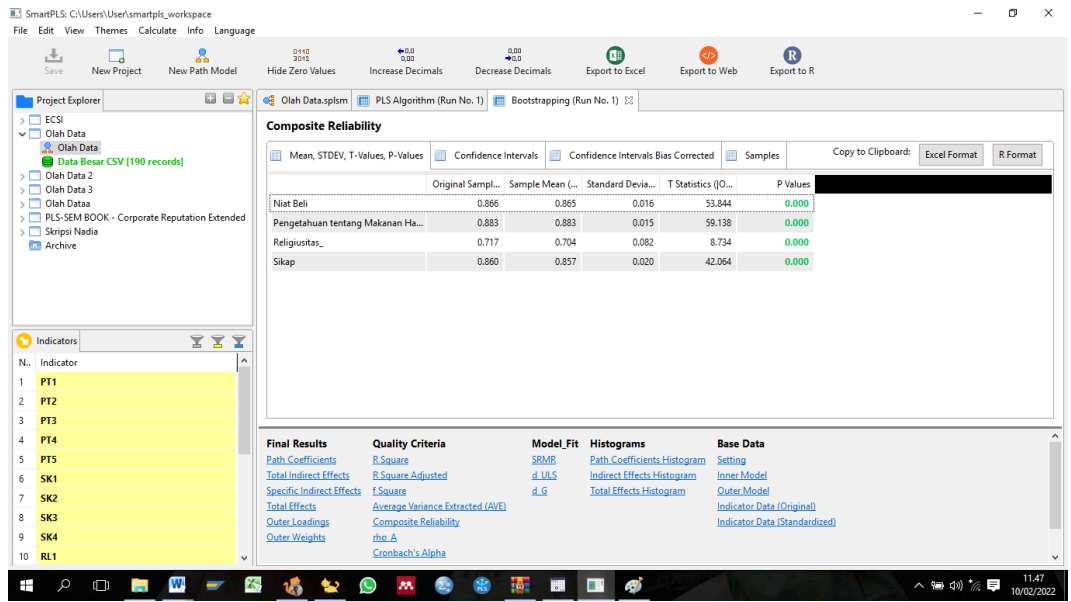 SmartPLS: C:\Users\User\smartpls_workspace
File Edit View Themes Calculate Info Language
Save New Project New Path Model Hide Zero Values Increase Decimals Decrease Decimals Export to Excel Export to Web Export to R
Project Explorer
ECSI
Olah Data
Olah Data
Data Besar CSV [190 records]
Olah Data 2
Olah Data 3
Olah Dataa
PLS-SEM BOOK - Corporate Reputation Extended
Skripsi Nadia
Archive
Indicators
N.. Indicator
1 PT1
2 PT2
3 PT3
4 PT4
5 PT5
6 SK1
7 SK2
8 SK3
9 SK4
10 RL1
Olah Data.splsm PLS Algorithm (Run No. 1) Bootstrapping (Run No. 1)
Composite Reliability
Mean, STDEV, T-Values, P-Values Confidence Intervals Confidence Intervals Bias Corrected Samples Copy to Clipboard: Excel Format R Format
Original Sampl... Sample Mean (... Standard Devia... T Statistics (|O... P Values
Niat Beli 0.866 0.865 0.016 53.844 0.000
Pengetahuan tentang Makanan Ha... 0.883 0.883 0.015 59.138 0.000
Religiusitas_ 0.717 0.704 0.082 8.734 0.000
Sikap 0.860 0.857 0.020 42.064 0.000
Final Results Quality Criteria Model_Fit Histograms Base Data
Path Coefficients R Square SRMR Path Coefficients Histogram Setting
Total Indirect Effects R Square Adjusted d_ULS Indirect Effects Histogram Inner Model
Specific Indirect Effects f Square d_G Total Effects Histogram Outer Model
Total Effects Average Variance Extracted (AVE) Indicator Data (Original)
Outer Loadings Composite Reliability Indicator Data (Standardized)
Outer Weights rho_A
Cronbach's Alpha
11.47
10/02/2022